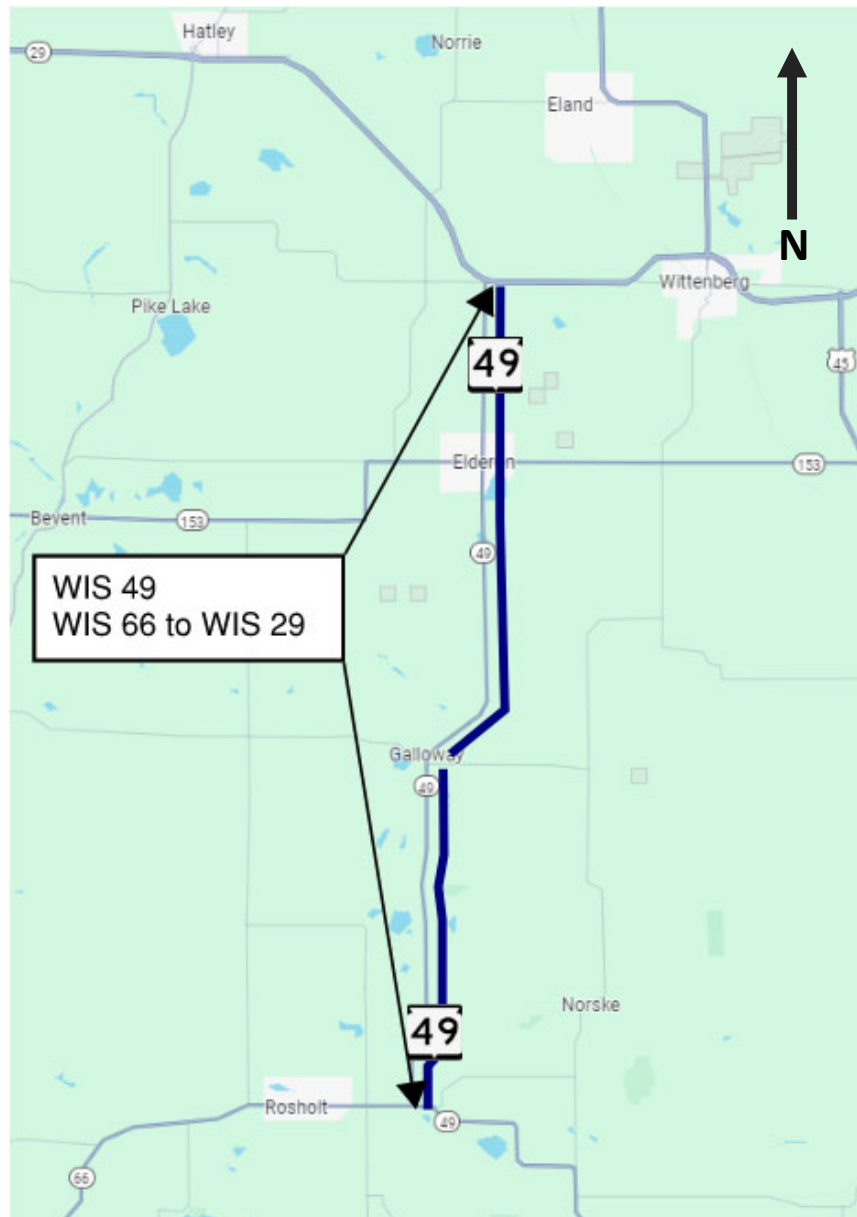 Hatley
Norrie
29
Eland
N
Wittenberg
Pike Lake
49
45
Elderon
153
Bevent
153
49
WIS 49
WIS 66 to WIS 29
Galloway
49
Norske
49
Rosholt
49
66